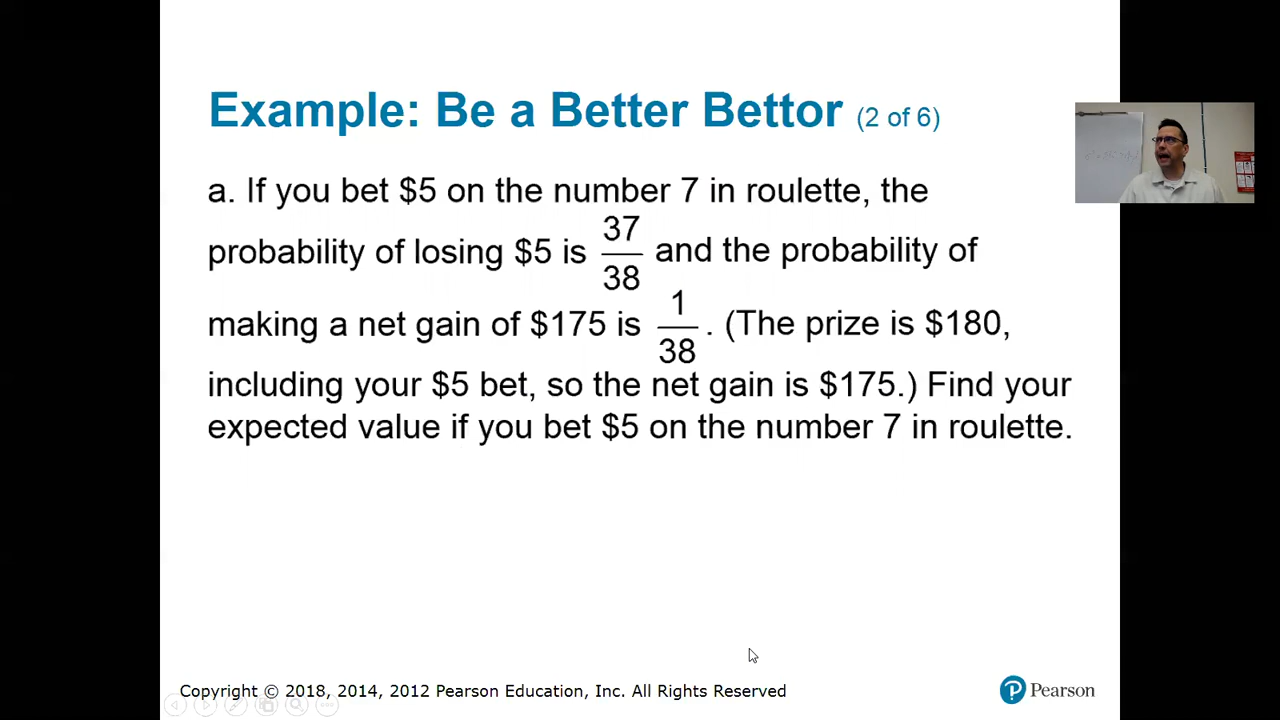 Example: Be a Better Bettor (2 of 6)
a. If you bet $5 on the number 7 in roulette, the
probability of losing $5 is 37/38 and the probability of
making a net gain of $175 is 1/38. (The prize is $180,
including your $5 bet, so the net gain is $175.) Find your
expected value if you bet $5 on the number 7 in roulette.
Copyright © 2018, 2014, 2012 Pearson Education, Inc. All Rights Reserved
P Pearson